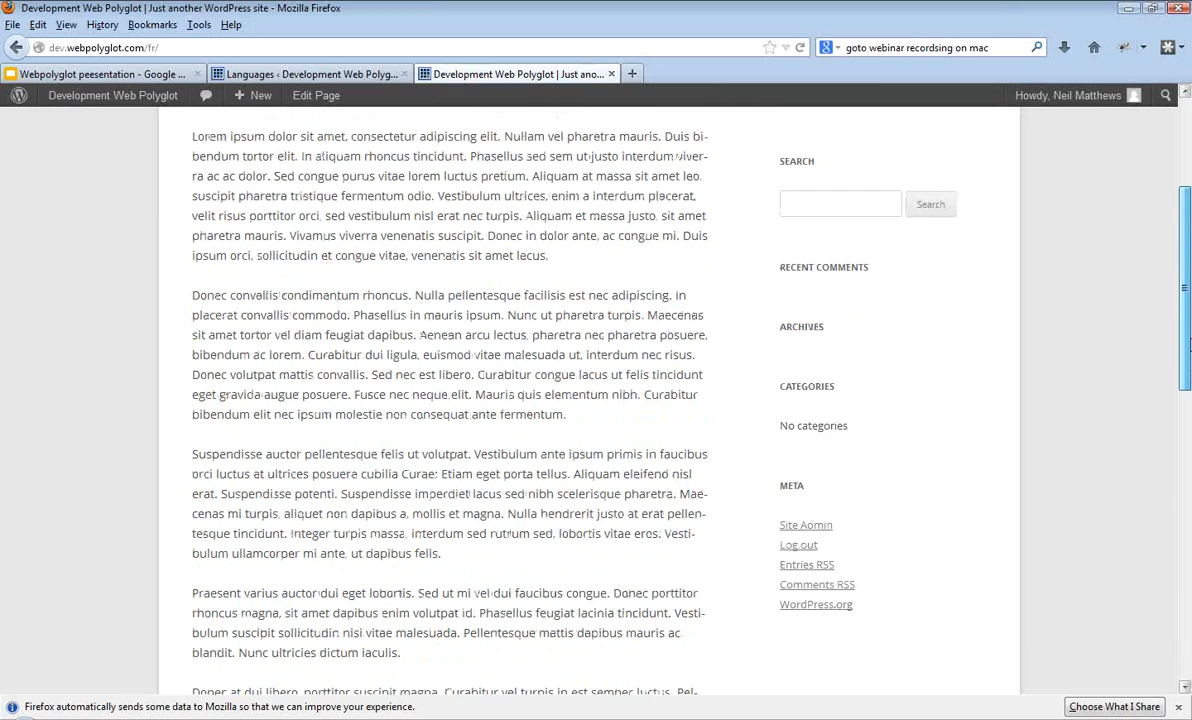 Development Web Polyglot | Just another WordPress site - Mozilla Firefox
File Edit View History Bookmarks Tools Help
dev.webpolyglot.com/fr/
goto webinar recordsing on mac
Webpolyglot peesentation - Google ...
Languages ‹ Development Web Polyg...
Development Web Polyglot | Just ano...
Development Web Polyglot
New
Edit Page
Howdy, Neil Matthews
Lorem ipsum dolor sit amet, consectetur adipiscing elit. Nullam vel pharetra mauris. Duis bi-
bendum tortor elit. In aliquam rhoncus tincidunt. Phasellus sed sem ut justo interdum viver-
ra ac ac dolor. Sed congue purus vitae lorem luctus pretium. Aliquam at massa sit amet leo
suscipit pharetra tristique fermentum odio. Vestibulum ultrices, enim a interdum placerat,
velit risus porttitor orci, sed vestibulum nisl erat nec turpis. Aliquam et massa justo, sit amet
pharetra mauris. Vivamus viverra venenatis suscipit. Donec in dolor ante, ac congue mi. Duis
ipsum orci, sollicitudin et congue vitae, venenatis sit amet lacus.
Donec convallis condimantum rhoncus. Nulla pellentesque facilisis est nec adipiscing. In
placerat convallis commodo. Phasellus in mauris ipsum. Nunc ut pharetra turpis. Maecenas
sit amet tortor vel diam feugiat dapibus. Aenean arcu lectus, pharetra nec pharetra posuere,
bibendum ac lorem. Curabitur dui ligula, euismod vitae malesuada ut, interdum nec risus.
Donec volutpat mattis convallis. Sed nec est libero. Curabitur congue lacus ut felis tincidunt
eget gravida augue posuere. Fusce nec neque elit. Mauris quis elementum nibh. Curabitur
bibendum elit nec ipsum molestie non consequat ante fermentum.
Suspendisse auctor pellentesque felis ut volutpat. Vestibulum ante ipsum primis in faucibus
orci luctus et ultrices posuere cubilia Curae; Etiam eget porta tellus. Aliquam eleifend nisl
erat. Suspendisse potenti. Suspendisse imperdiet lacus sed nibh scelerisque pharetra. Mae-
cenas mi turpis, aliquet non dapibus a, mollis et magna. Nulla hendrerit justo at erat pellen-
tesque tincidunt. Integer turpis massa, interdum sed rutrum sed, lobortis vitae eros. Vesti-
bulum ullamcorper mi ante, ut dapibus felis.
Praesent varius auctor dui eget lobortis. Sed ut mi vel dui faucibus congue. Donec porttitor
rhoncus magna, sit amet dapibus enim volutpat id. Phasellus feugiat lacinia tincidunt. Vesti-
bulum suscipit sollicitudin nisi vitae malesuada. Pellentesque mattis dapibus mauris ac
blandit. Nunc ultricies dictum iaculis.
Donec at dui libero, porttitor suscipit magna. Curabitur vel turpis in est semper luctus. Pel-
SEARCH
Search
RECENT COMMENTS
ARCHIVES
CATEGORIES
No categories
META
Site Admin
Log out
Entries RSS
Comments RSS
WordPress.org
Firefox automatically sends some data to Mozilla so that we can improve your experience.
Choose What I Share